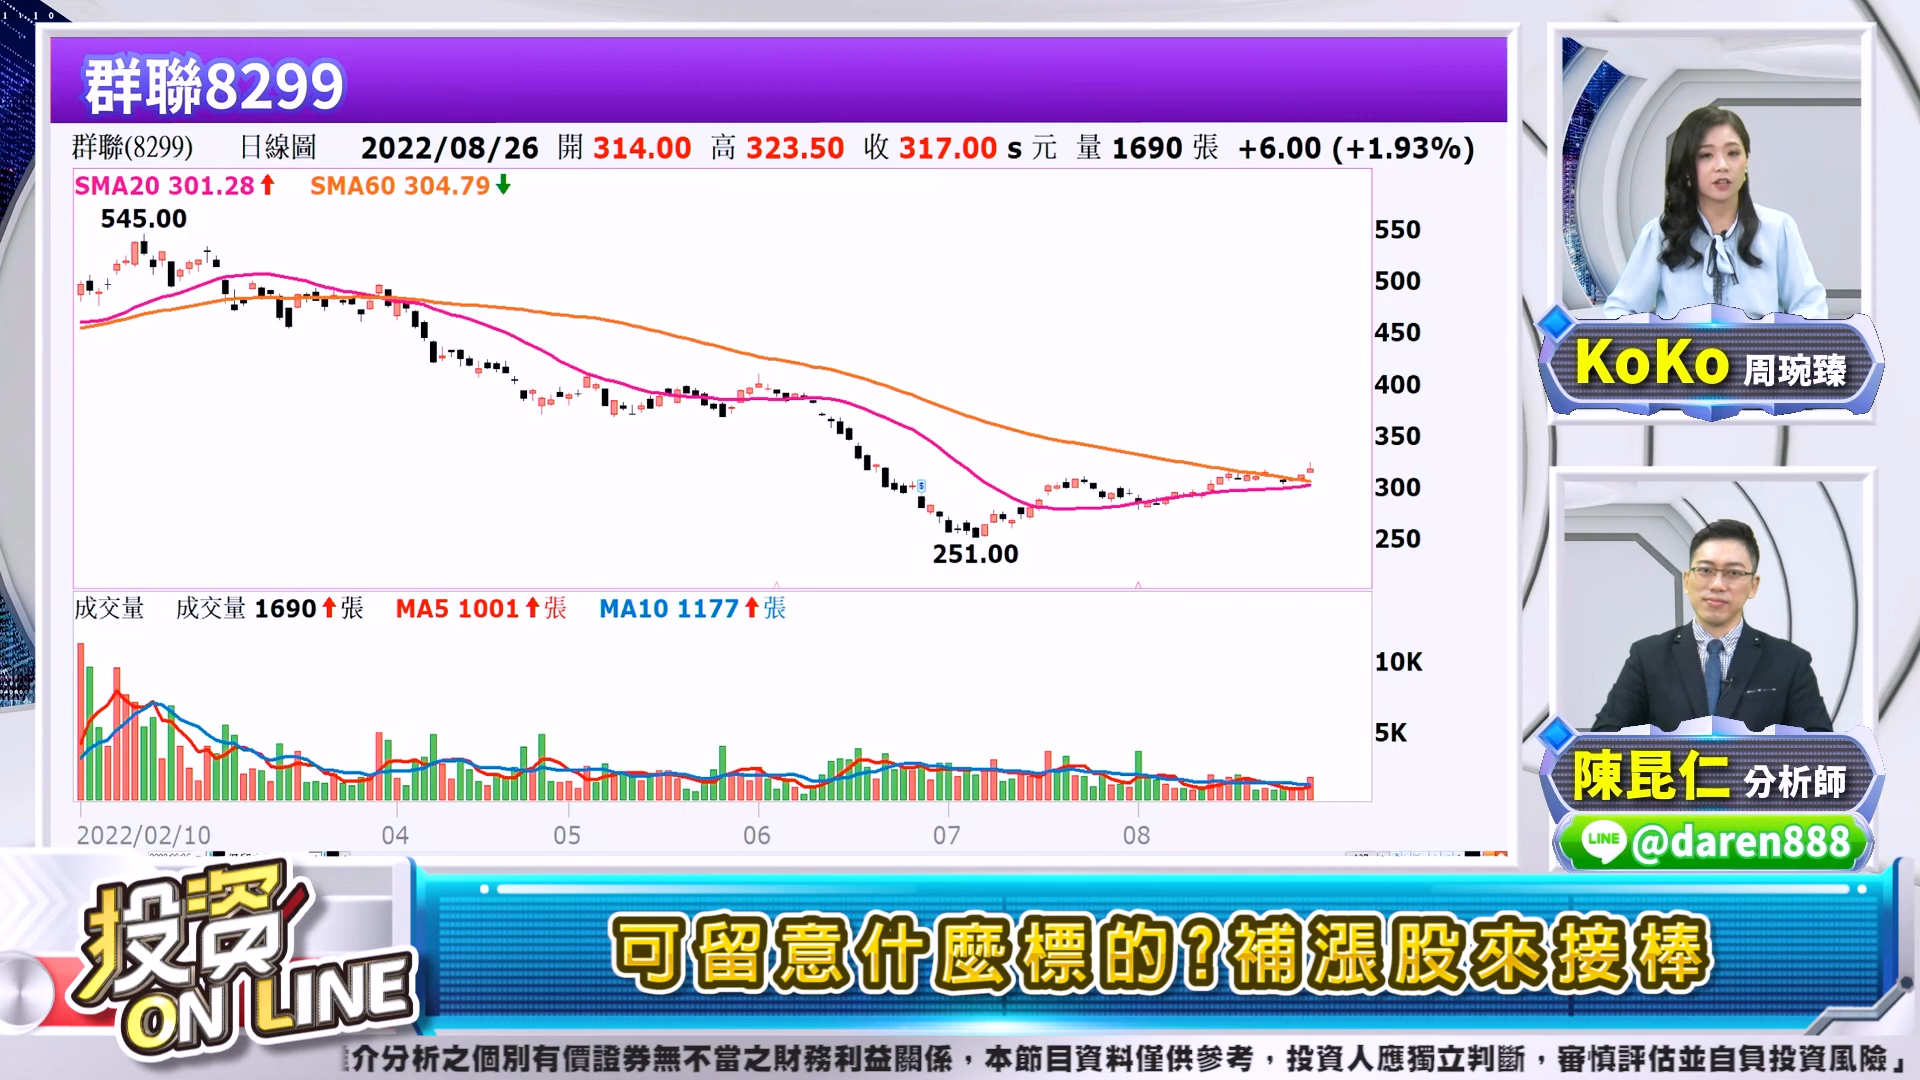 群聯8299
群聯(8299) 日線圖 2022/08/26 開 314.00 高 323.50 收 317.00 s 元 量 1690 張 +6.00 (+1.93%)
SMA20 301.28↑ SMA60 304.79↓
545.00
251.00
550
500
450
400
350
300
250
成交量 成交量 1690↑張 MA5 1001↑張 MA10 1177↑張
10K
5K
2022/02/10 04 05 06 07 08
KoKo 周琬臻
陳昆仁 分析師
LINE @daren888
投資
ON LINE
可留意什麼標的?補漲股來接棒
介分析之個別有價證券無不當之財務利益關係，本節目資料僅供參考，投資人應獨立判斷，審慎評估並自負投資風險」